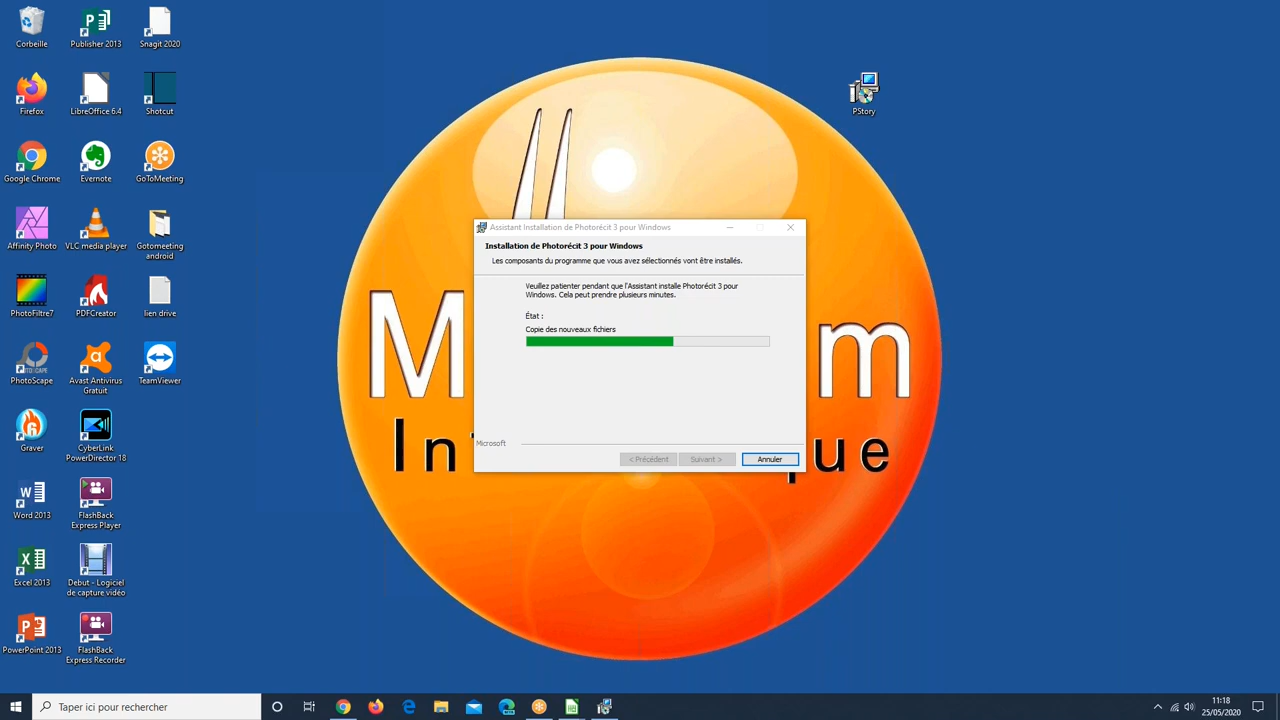 Corbeille
Publisher 2013
Snagit 2020
Firefox
LibreOffice 6.4
Shotcut
Google Chrome
Evernote
GoToMeeting
Affinity Photo
VLC media player
Gotomeeting
android
PhotoFiltre7
PDFCreator
lien drive
PhotoScape
Avast Antivirus
Gratuit
TeamViewer
Graver
CyberLink
PowerDirector 18
Word 2013
FlashBack
Express Player
Excel 2013
Debut - Logiciel
de capture vidéo
PowerPoint 2013
FlashBack
Express Recorder
PStory
Assistant Installation de Photorécit 3 pour Windows
Installation de Photorécit 3 pour Windows
Les composants du programme que vous avez sélectionnés vont être installés.
Veuillez patienter pendant que l'Assistant installe Photorécit 3 pour
Windows. Cela peut prendre plusieurs minutes.
État :
Copie des nouveaux fichiers
Microsoft
< Précédent
Suivant >
Annuler
M
m
In
que
Taper ici pour rechercher
11:18
25/05/2020